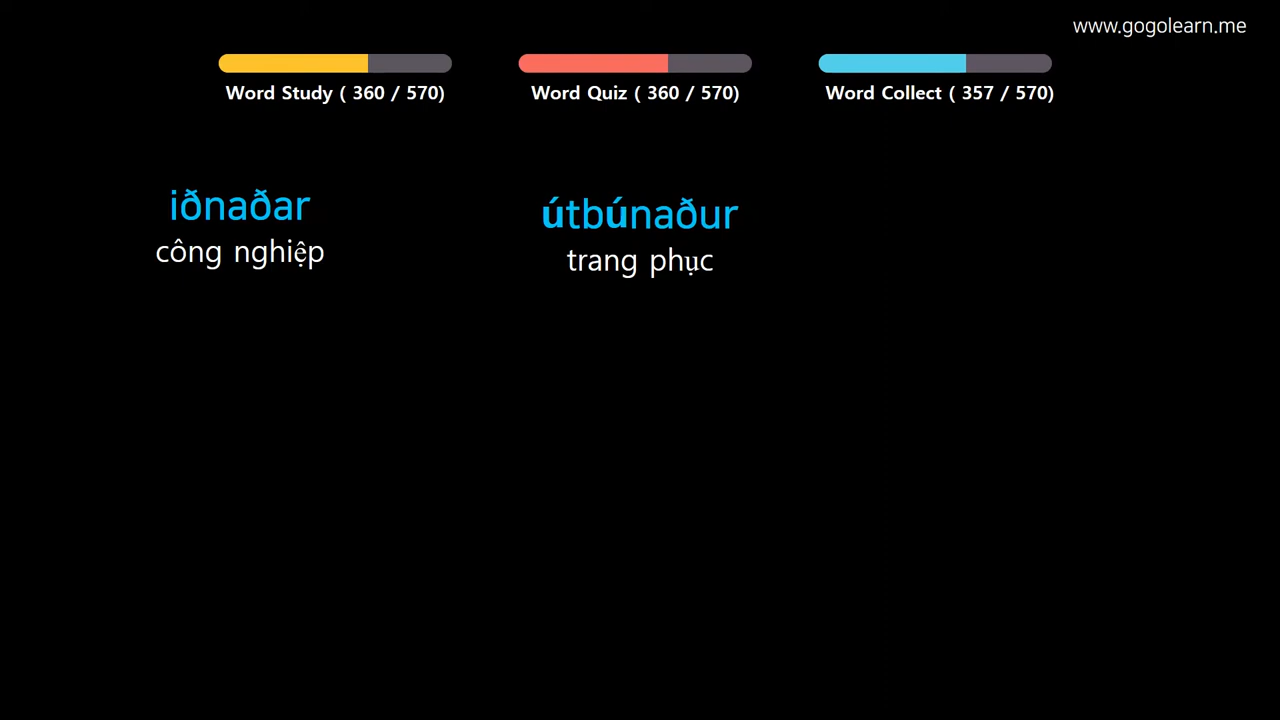 www.gogolearn.me
Word Study ( 360 / 570)
Word Quiz ( 360 / 570)
Word Collect ( 357 / 570)
iðnaðar
công nghiệp
útbúnaður
trang phục